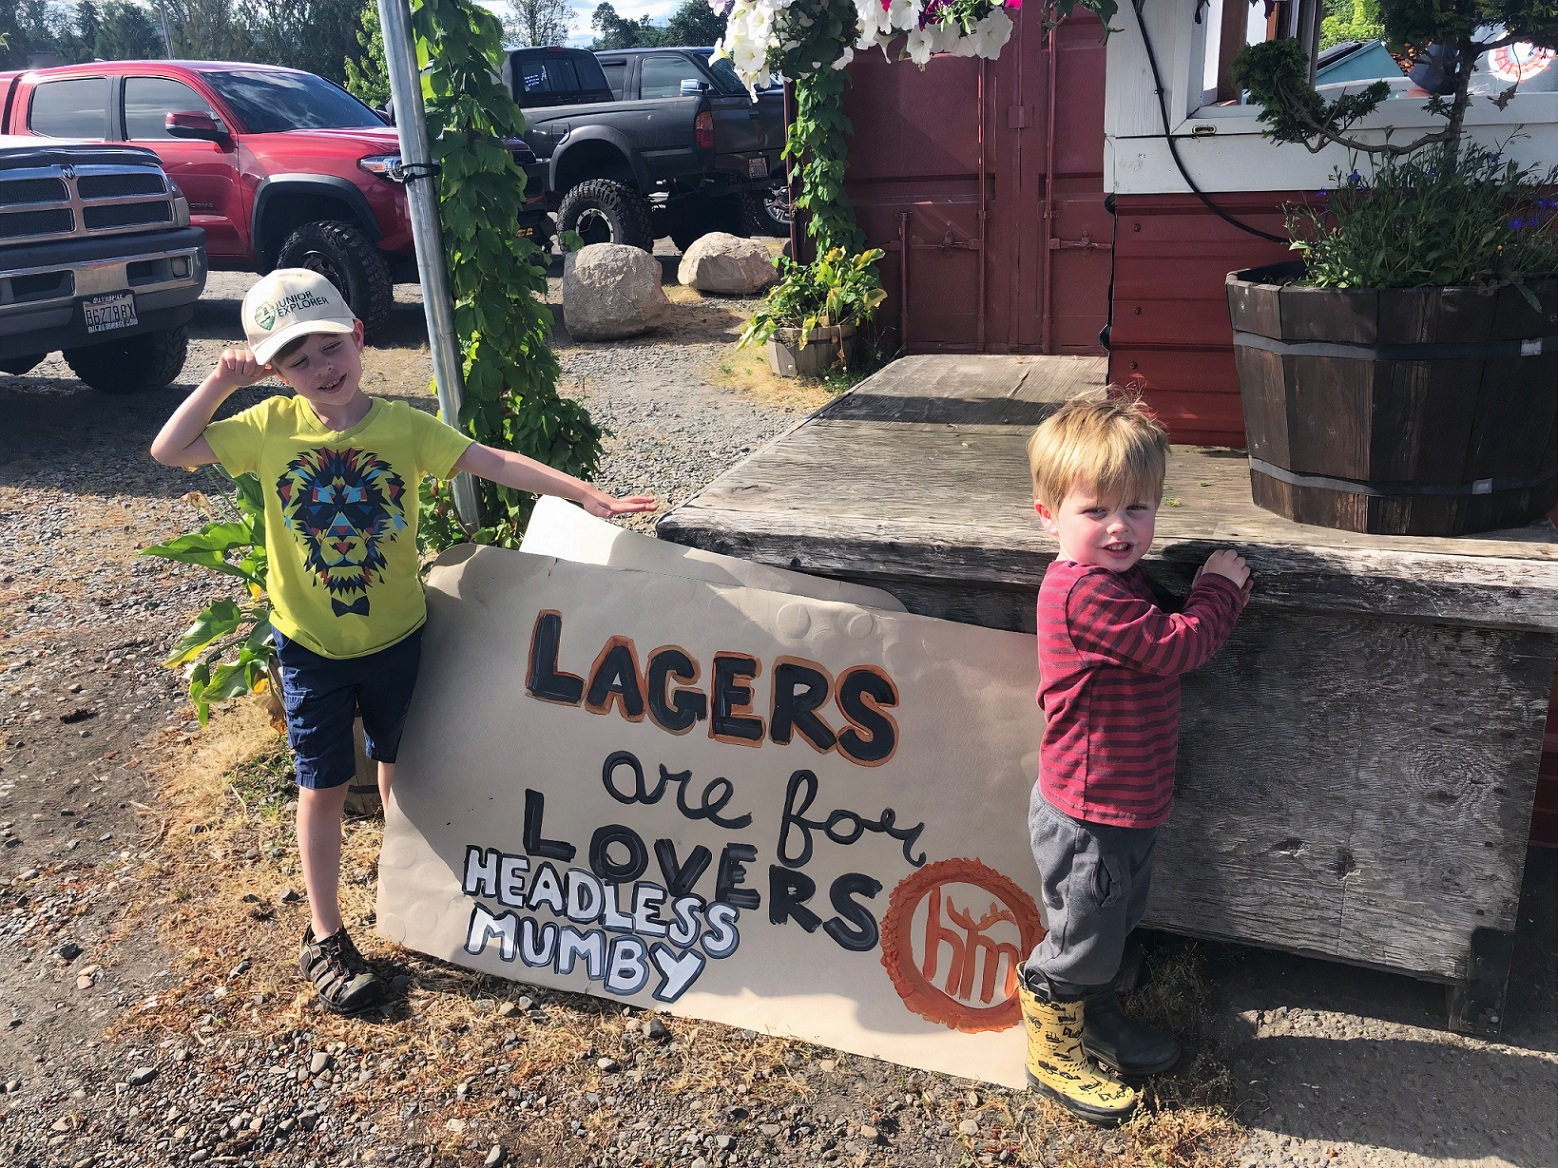 JUNIOR
EXPLORER
LAGERS
are for
LOVERS
HEADLESS
MUMBY
hm